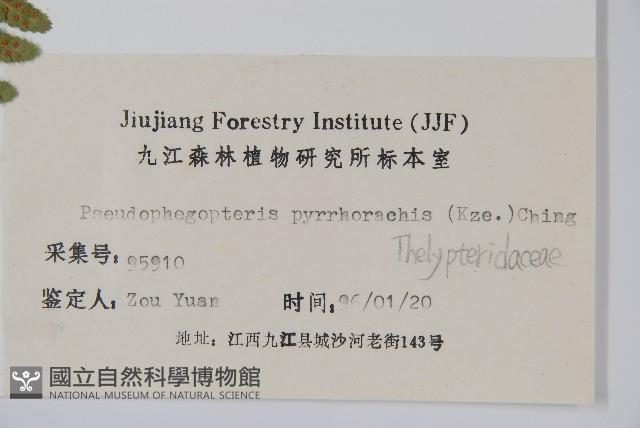 Jiujiang Forestry Institute (JJF)
九江森林植物研究所标本室
Pseudophegopteris pyrrhorachis (Kze.)Ching
Thelypteridaceae
采集号: 95910
鉴定人: Zou Yuan 时间: 96/01/20
地址: 江西九江县城沙河老街143号
國立自然科學博物館
NATIONAL MUSEUM OF NATURAL SCIENCE